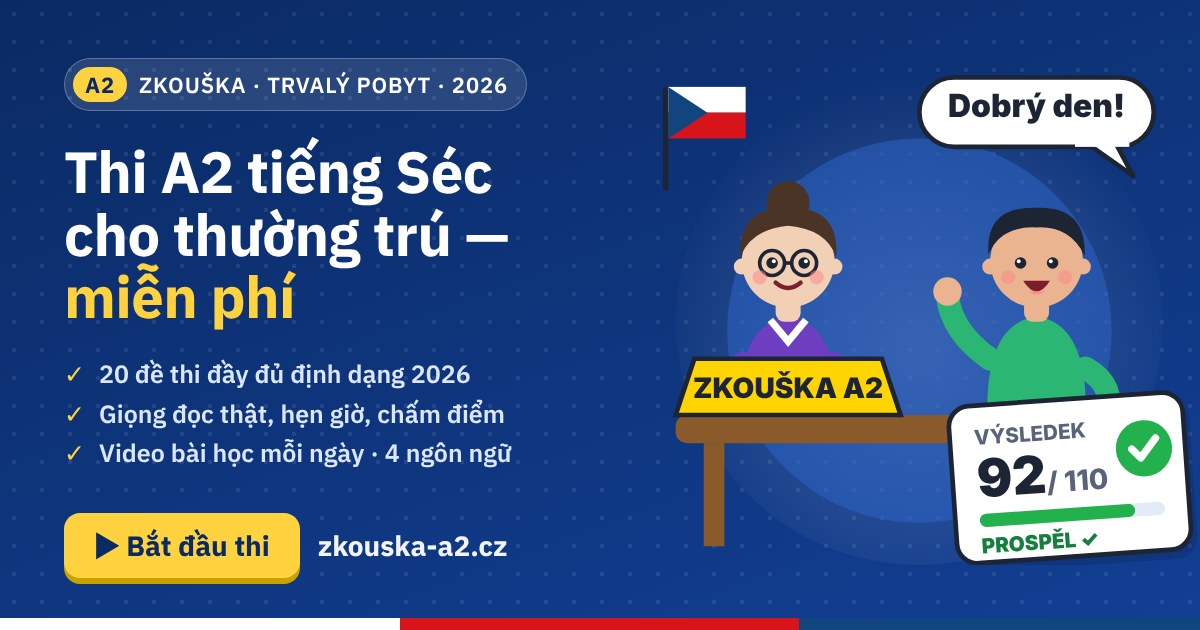 A2 ZKOUŠKA · TRVALÝ POBYT · 2026
Thi A2 tiếng Séc
cho thường trú —
miễn phí
✓ 20 đề thi đầy đủ định dạng 2026
✓ Giọng đọc thật, hẹn giờ, chấm điểm
✓ Video bài học mỗi ngày · 4 ngôn ngữ
▶ Bắt đầu thi
zkouska-a2.cz
Dobrý den!
ZKOUŠKA A2
VÝSLEDEK
92 / 110
PROSPĚL ✓